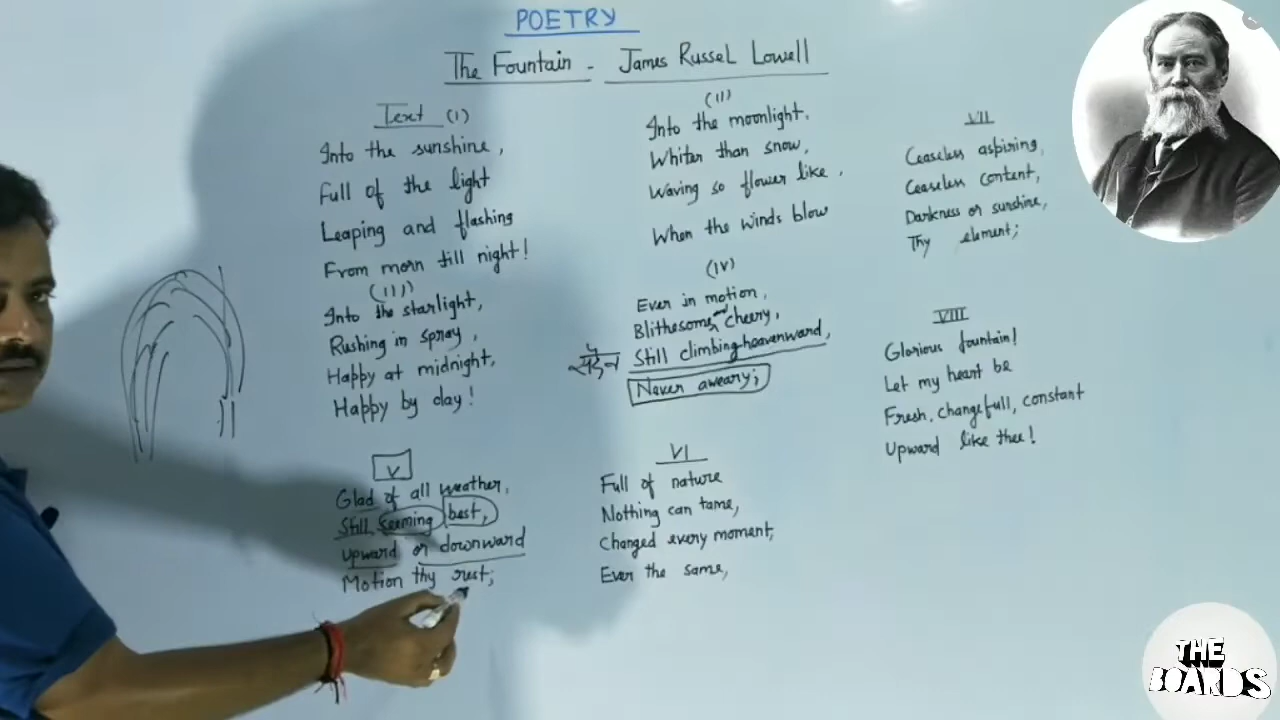 POETRY
The Fountain - James Russel Lowell
Text (I)
Into the sunshine,
Full of the light
Leaping and flashing
From morn till night!
(II)
Into the moonlight,
Whiter than snow,
Waving so flower like,
When the winds blow
(III)
Into the starlight,
Rushing in spray,
Happy at midnight,
Happy by day!
(IV)
Ever in motion,
Blithesome and cheery,
Still climbing heavenward,
Never aweary;
V
Glad of all weather,
Still seeming best,
upward or downward
Motion thy rest;
VI
Full of nature
Nothing can tame,
Changed every moment,
Ever the same,
VII
Ceaseless aspiring,
Ceaseless content,
Darkness or sunshine,
Thy element;
VIII
Glorious fountain!
Let my heart be
Fresh, changefull, constant
Upward like thee!
THE
BOARDS